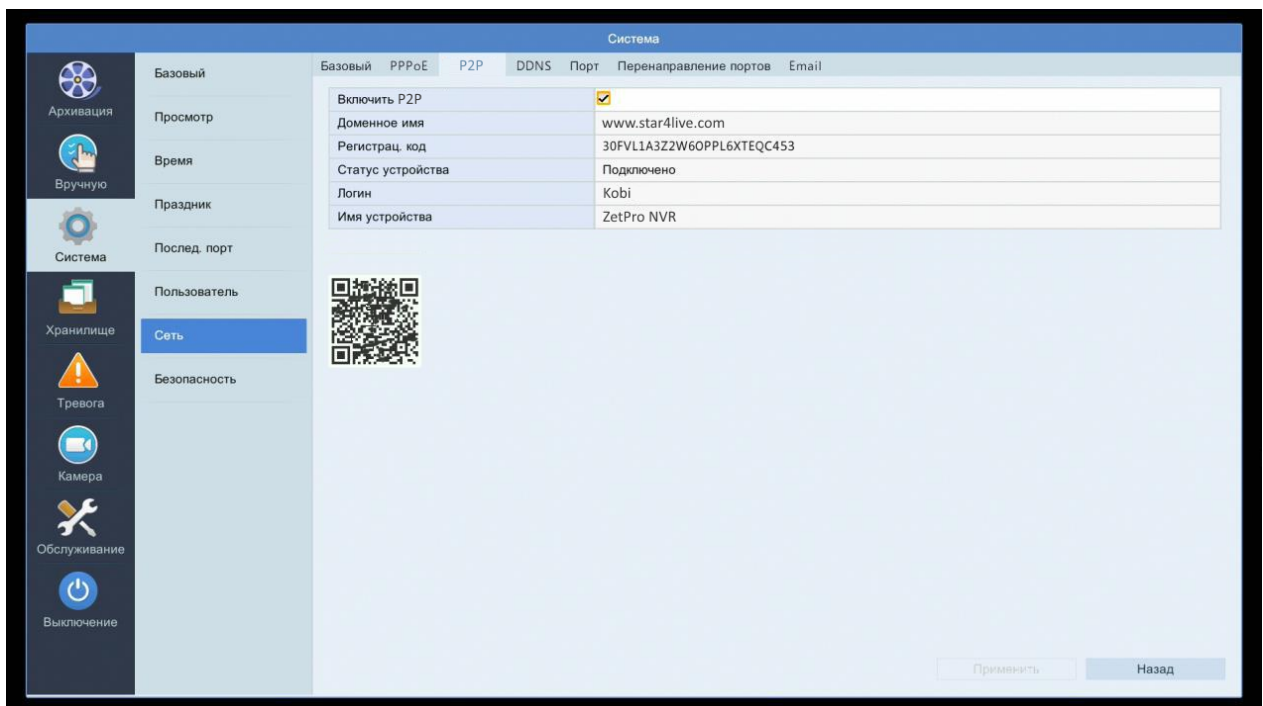 Система
Архивация
Вручную
Система
Хранилище
Тревога
Камера
Обслуживание
Выключение
Базовый
Просмотр
Время
Праздник
Послед. порт
Пользователь
Сеть
Безопасность
Базовый PPPoE P2P DDNS Порт Перенаправление портов Email
Включить P2P
Доменное имя www.star4live.com
Регистрац. код 30FVL1A3Z2W6OPPL6XTEQC453
Статус устройства Подключено
Логин Kobi
Имя устройства ZetPro NVR
Применить Назад